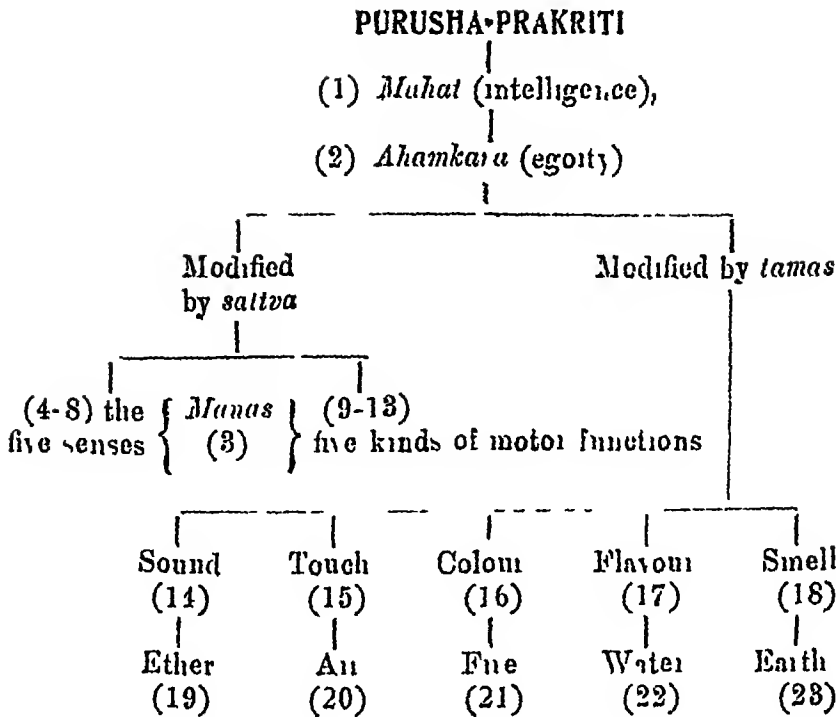 PURUSHA-PRAKRITI
(1) Mahat (intelligence),
(2) Ahamkara (egoity)
Modified Modified by tamas
by sattva
(4-8) the { Manas } (9-13)
five senses { (3) } five kinds of motor functions
Sound Touch Colour Flavour Smell
(14) (15) (16) (17) (18)
Ether Air Fire Water Earth
(19) (20) (21) (22) (23)